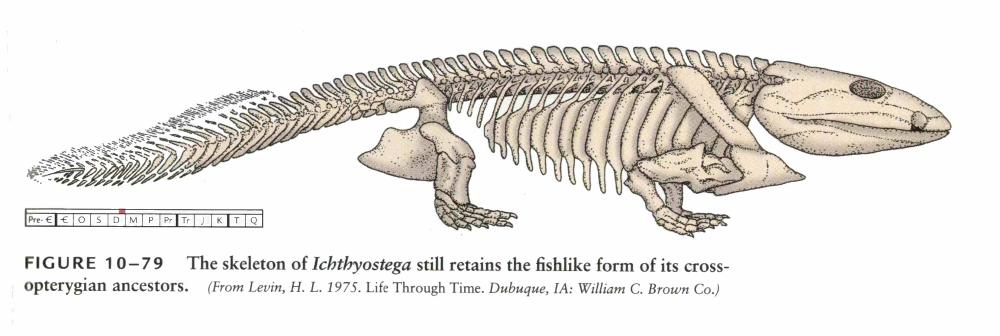 Pre-Є Є O S D M P Pr Tr J K T Q
FIGURE 10–79 The skeleton of Ichthyostega still retains the fishlike form of its cross-
opterygian ancestors. (From Levin, H. L. 1975. Life Through Time. Dubuque, IA: William C. Brown Co.)